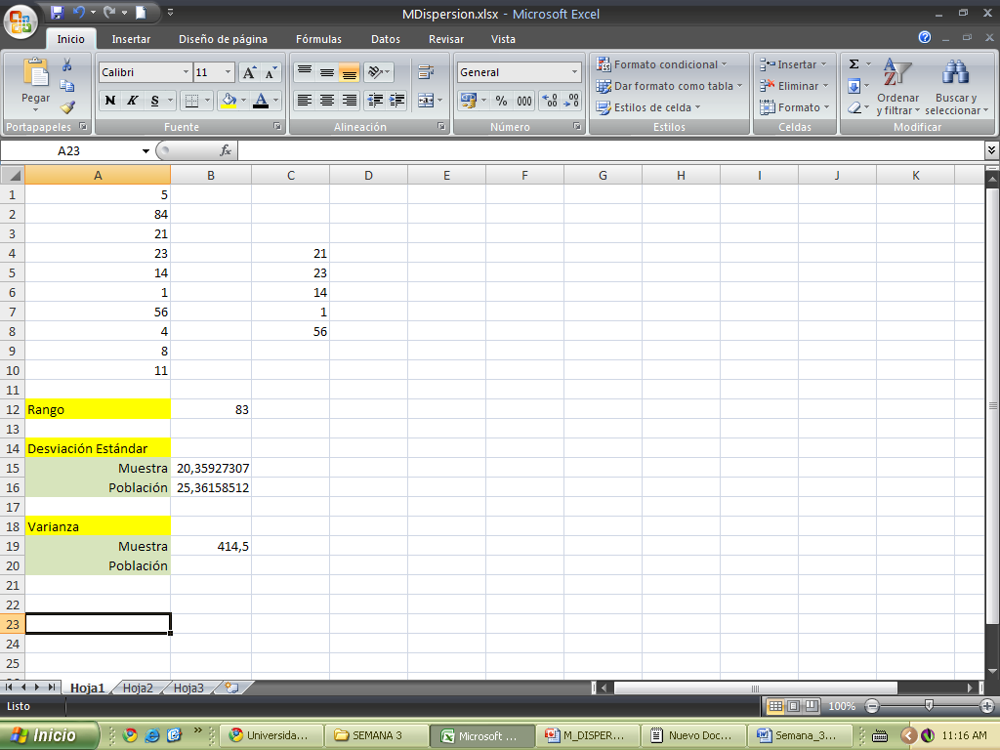 MDispersion.xlsx - Microsoft Excel
Inicio Insertar Diseño de página Fórmulas Datos Revisar Vista
Pegar
Portapapeles
Calibri 11
N K S
Fuente
Alineación
General
% 000
Número
Formato condicional
Dar formato como tabla
Estilos de celda
Estilos
Insertar
Eliminar
Formato
Celdas
Σ
Ordenar y filtrar
Buscar y seleccionar
Modificar
A23 fx
A B C D E F G H I J K
1 5
2 84
3 21
4 23 21
5 14 23
6 1 14
7 56 1
8 4 56
9 8
10 11
11
12 Rango 83
13
14 Desviación Estándar
15 Muestra 20,35927307
16 Población 25,36158512
17
18 Varianza
19 Muestra 414,5
20 Población
21
22
23
24
25
Hoja1 Hoja2 Hoja3
Listo 100%
Inicio » Universida... SEMANA 3 Microsoft ... M_DISPER... Nuevo Doc... Semana_3... 11:16 AM